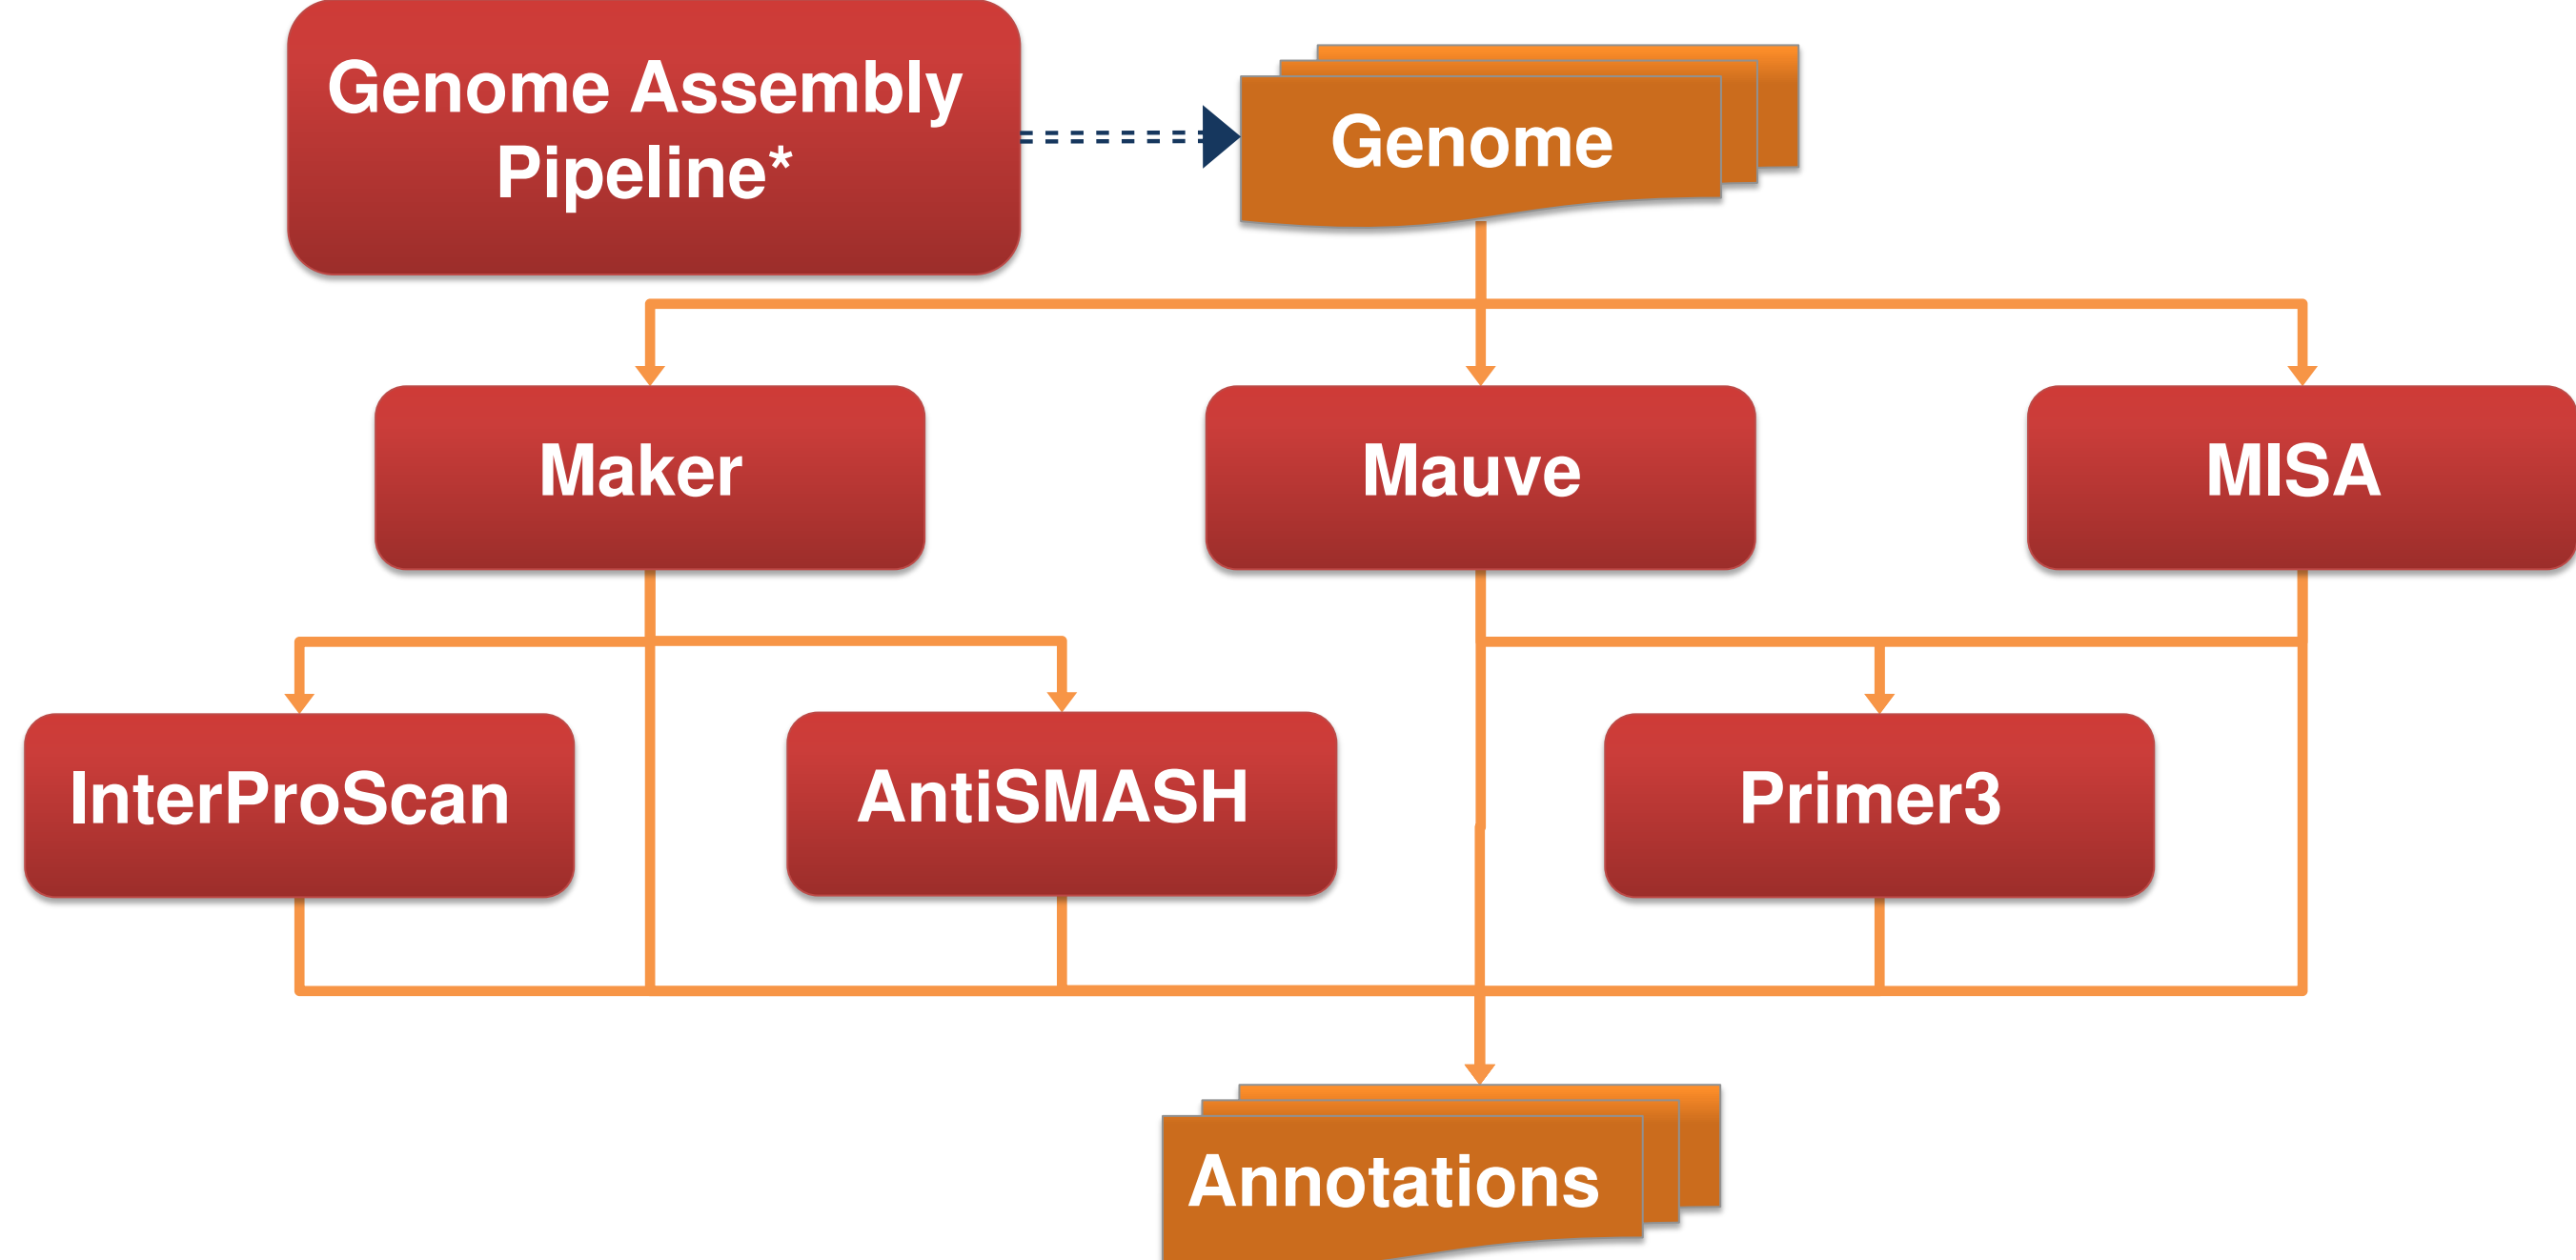 Genome Assembly
Pipeline*
Genome
Maker
Mauve
MISA
InterProScan
AntiSMASH
Primer3
Annotations